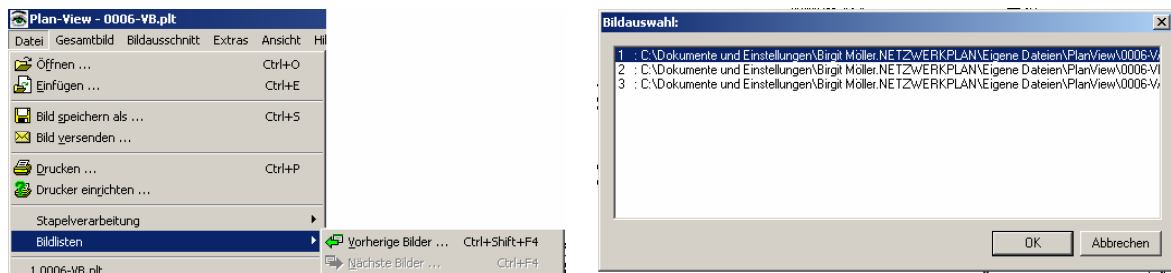 Plan-View - 0006-VB.plt
Datei Gesamtbild Bildausschnitt Extras Ansicht Hil
Öffnen ... Ctrl+O
Einfügen ... Ctrl+E
Bild speichern als ... Ctrl+S
Bild versenden ...
Drucken ... Ctrl+P
Drucker einrichten ...
Stapelverarbeitung
Bildlisten
Vorherige Bilder ... Ctrl+Shift+F4
Nächste Bilder ... Ctrl+F4
1 0006-VB.plt
Bildauswahl:
1 : C:\Dokumente und Einstellungen\Birgit Möller.NETZWERKPLAN\Eigene Dateien\PlanView\0006-VA
2 : C:\Dokumente und Einstellungen\Birgit Möller.NETZWERKPLAN\Eigene Dateien\PlanView\0006-V
3 : C:\Dokumente und Einstellungen\Birgit Möller.NETZWERKPLAN\Eigene Dateien\PlanView\0006-VA
OK Abbrechen